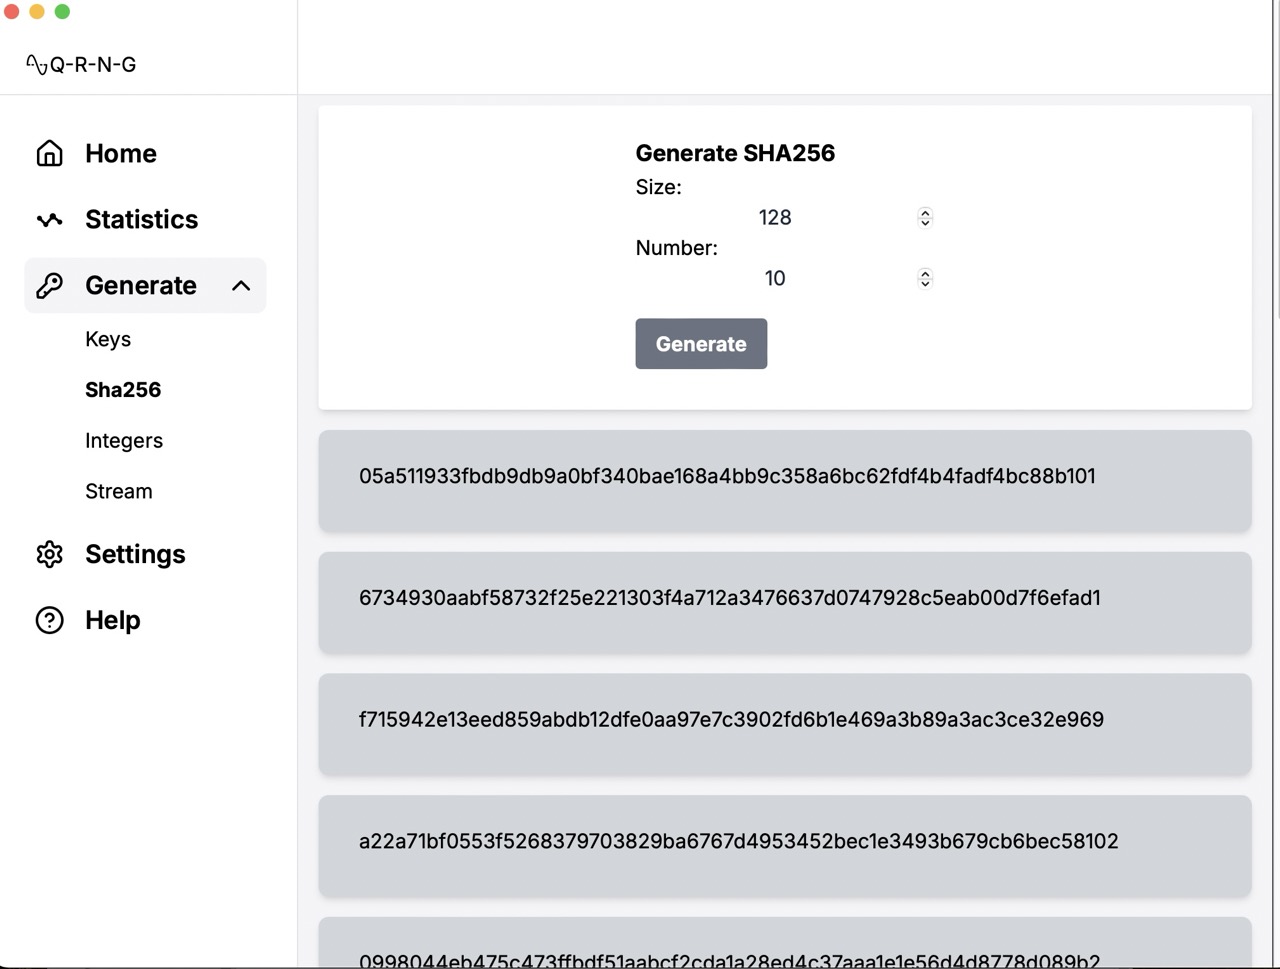 Q-R-N-G
Home
Statistics
Generate
Keys
Sha256
Integers
Stream
Settings
Help
Generate SHA256
Size:
128
Number:
10
Generate
05a511933fbdb9db9a0bf340bae168a4bb9c358a6bc62fdf4b4fadf4bc88b101
6734930aabf58732f25e221303f4a712a3476637d0747928c5eab00d7f6efad1
f715942e13eed859abdb12dfe0aa97e7c3902fd6b1e469a3b89a3ac3ce32e969
a22a71bf0553f5268379703829ba6767d4953452bec1e3493b679cb6bec58102
0998044eb475c473ffbdf51aabcf2cda1a28ed4c37aaa1e1e56d4d8778d089b2